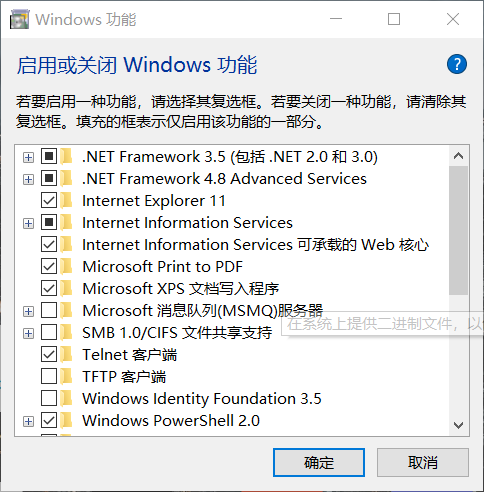 Windows 功能
启用或关闭 Windows 功能
若要启用一种功能，请选择其复选框。若要关闭一种功能，请清除其
复选框。填充的框表示仅启用该功能的一部分。
.NET Framework 3.5 (包括 .NET 2.0 和 3.0)
.NET Framework 4.8 Advanced Services
Internet Explorer 11
Internet Information Services
Internet Information Services 可承载的 Web 核心
Microsoft Print to PDF
Microsoft XPS 文档写入程序
Microsoft 消息队列(MSMQ)服务器
在系统上提供二进制文件，以
SMB 1.0/CIFS 文件共享支持
Telnet 客户端
TFTP 客户端
Windows Identity Foundation 3.5
Windows PowerShell 2.0
确定
取消